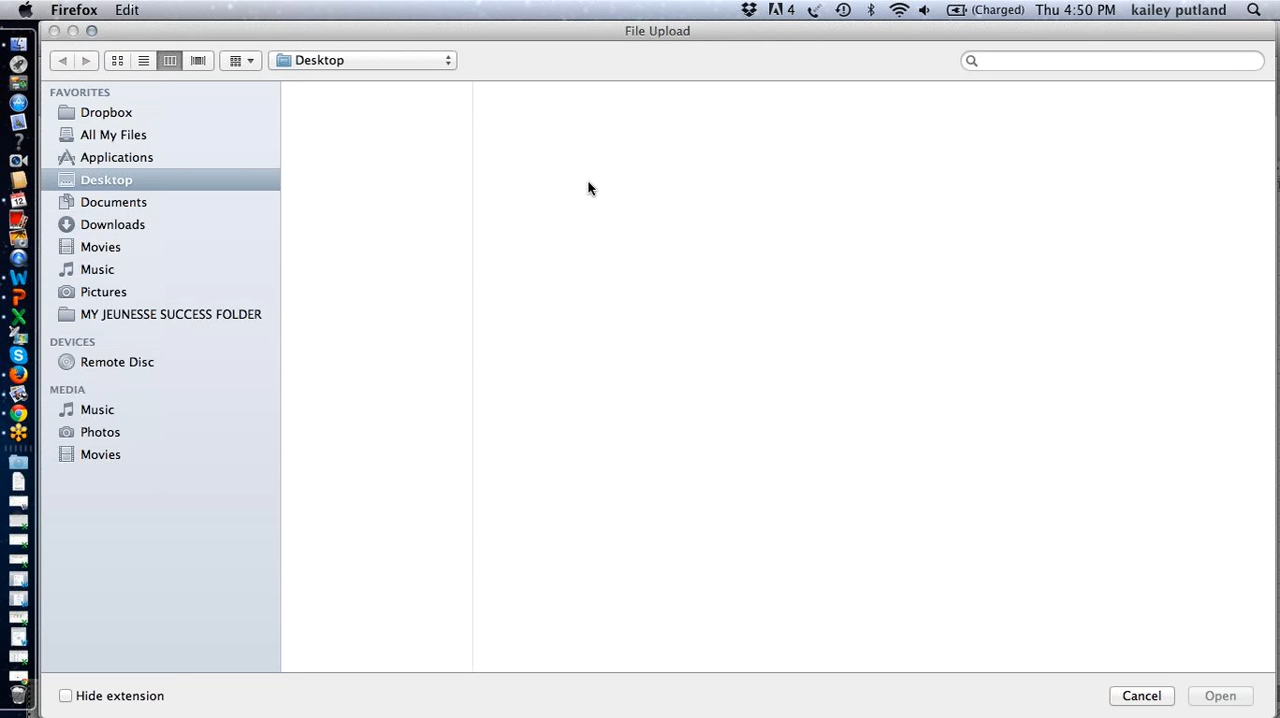 Firefox Edit 4 (Charged) Thu 4:50 PM kailey putland
File Upload
Desktop
FAVORITES
Dropbox
All My Files
Applications
Desktop
Documents
Downloads
Movies
Music
Pictures
MY JEUNESSE SUCCESS FOLDER
DEVICES
Remote Disc
MEDIA
Music
Photos
Movies
Hide extension Cancel Open